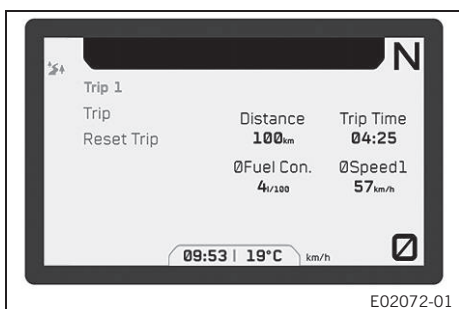 N
Trip 1
Trip
Reset Trip
Distance
100km
Trip Time
04:25
ØFuel Con.
4l/100
ØSpeed1
57km/h
09:53 | 19°C km/h
0
E02072-01